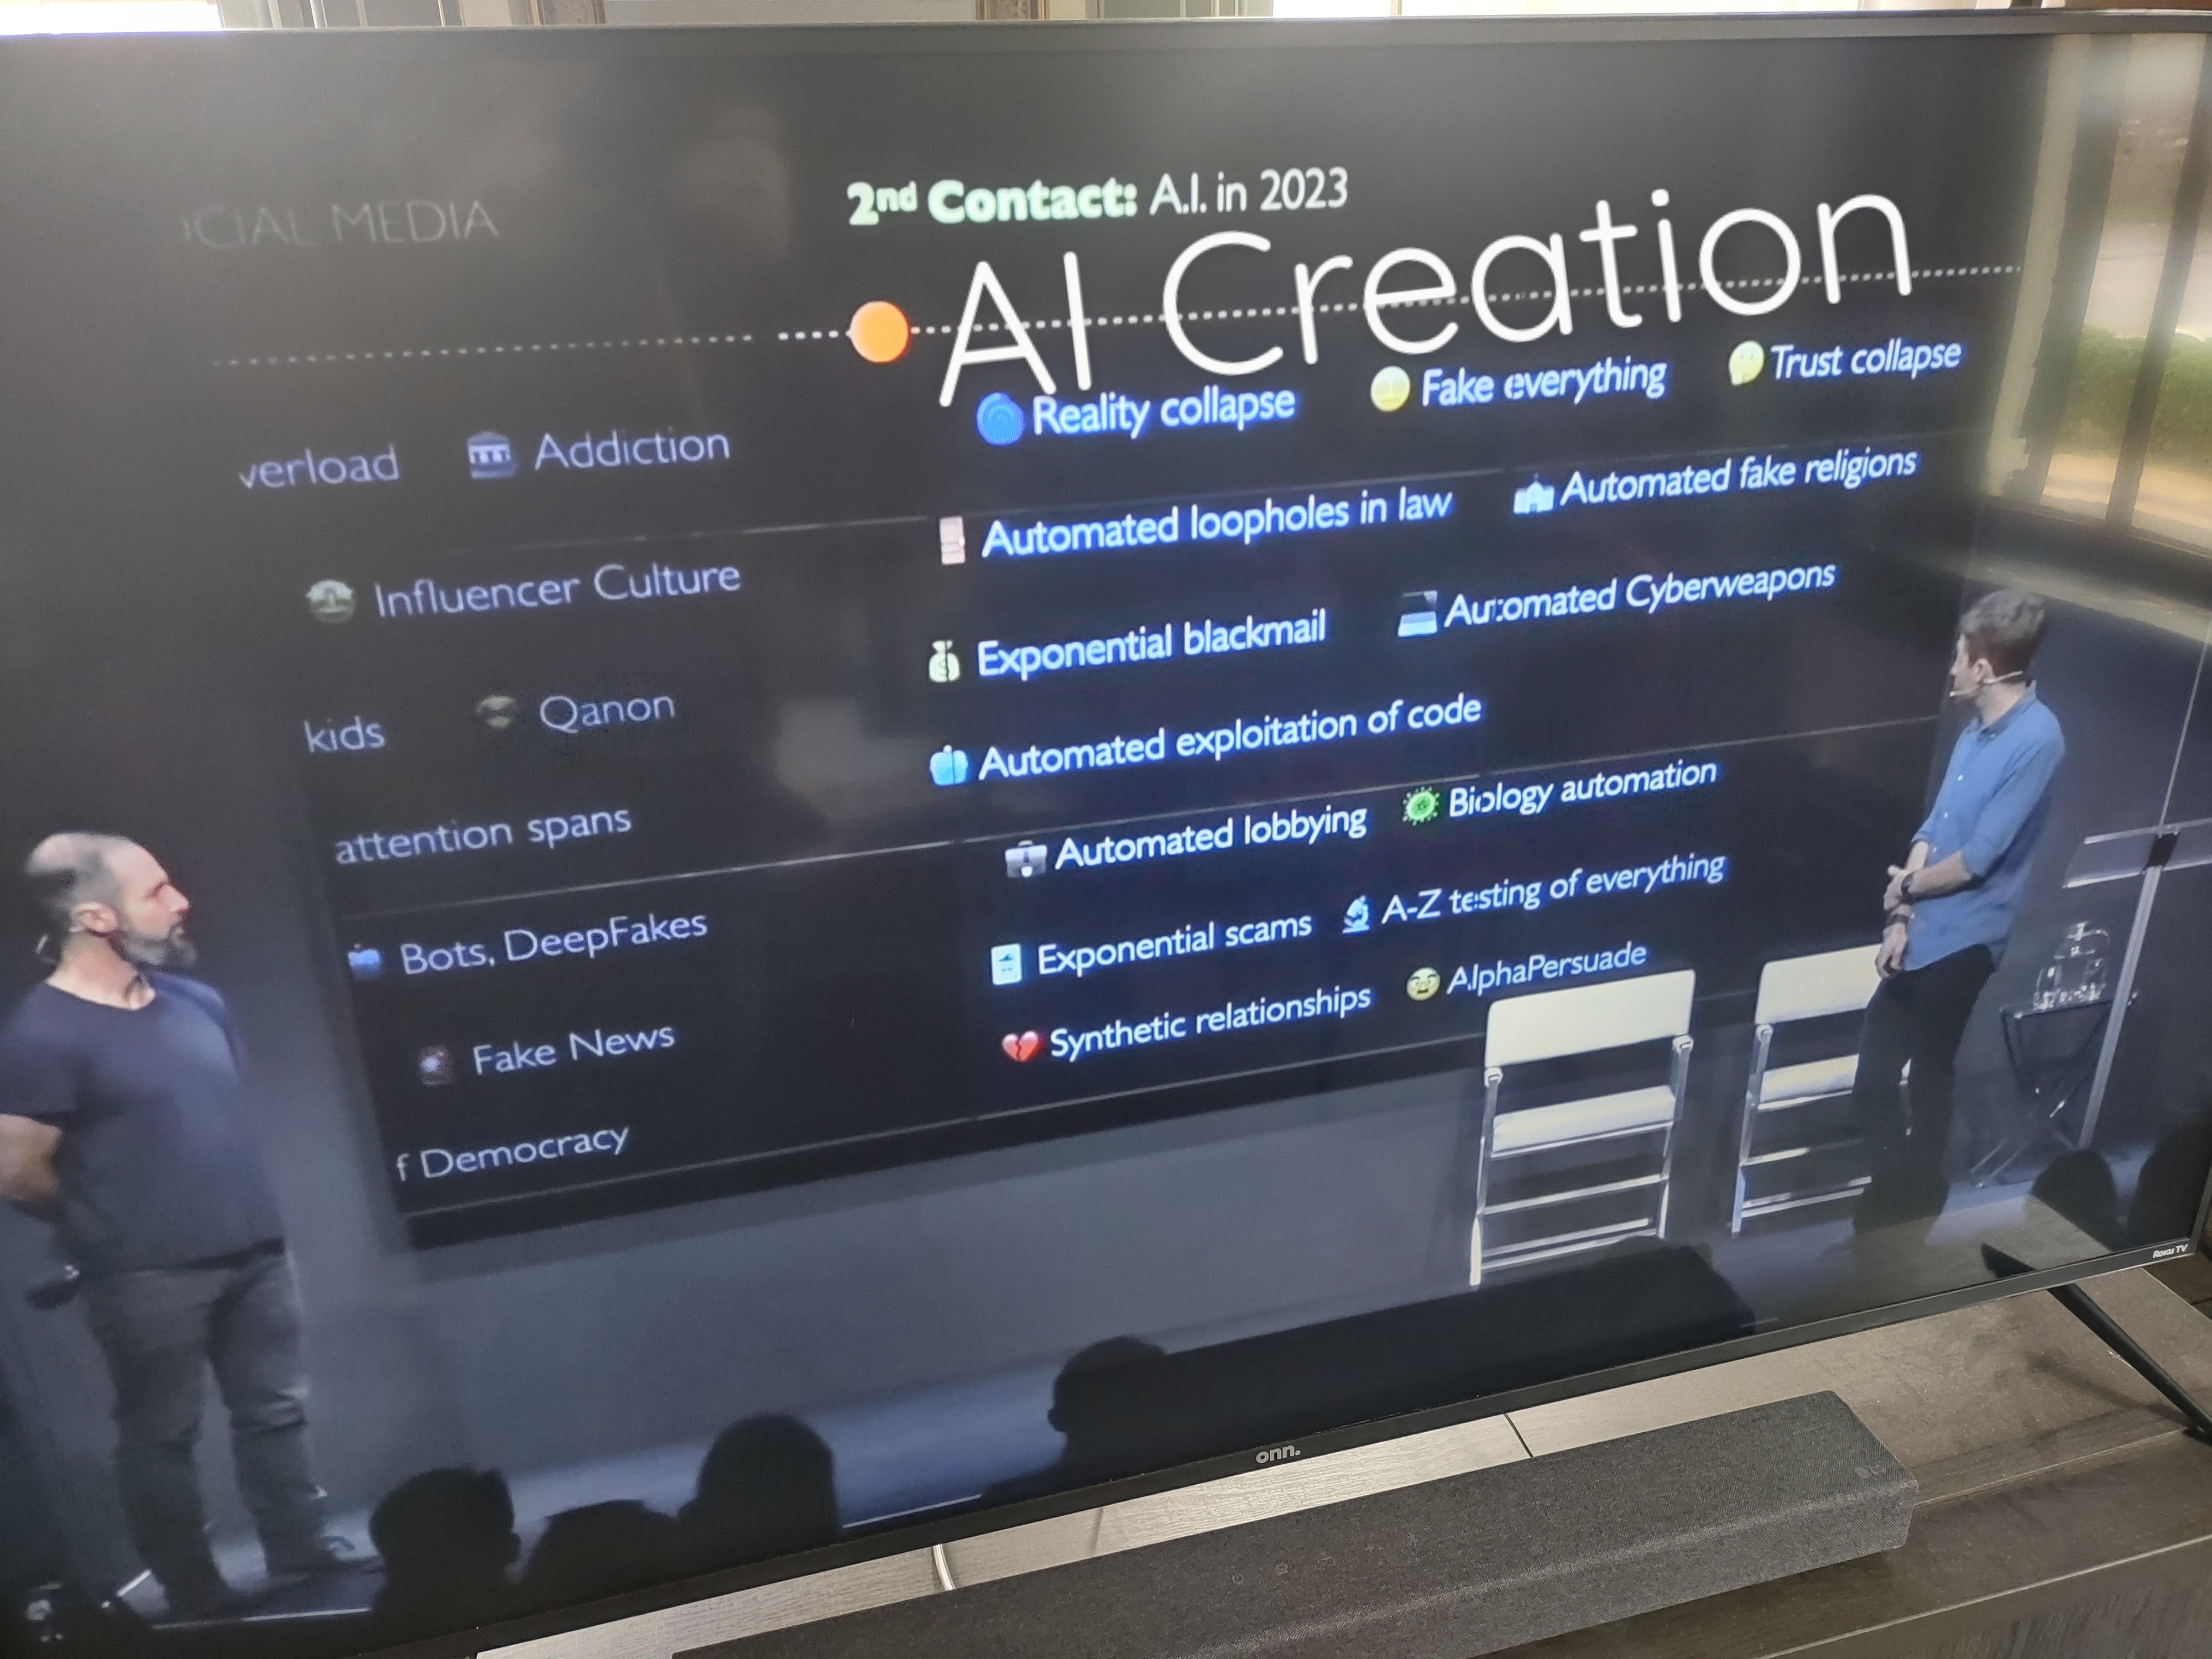 2nd Contact: A.I. in 2023
MEDIA
AI Creation
Reality collapse Fake everything Trust collapse
Addiction
Automated loopholes in law Automated fake religions
Influencer Culture
Exponential blackmail Automated Cyberweapons
kids Qanon
Automated exploitation of code
attention spans
Automated lobbying Biology automation
Bots, DeepFakes
Exponential scams A-Z testing of everything
Fake News
Synthetic relationships AlphaPersuade
f Democracy
Roku TV
onn.